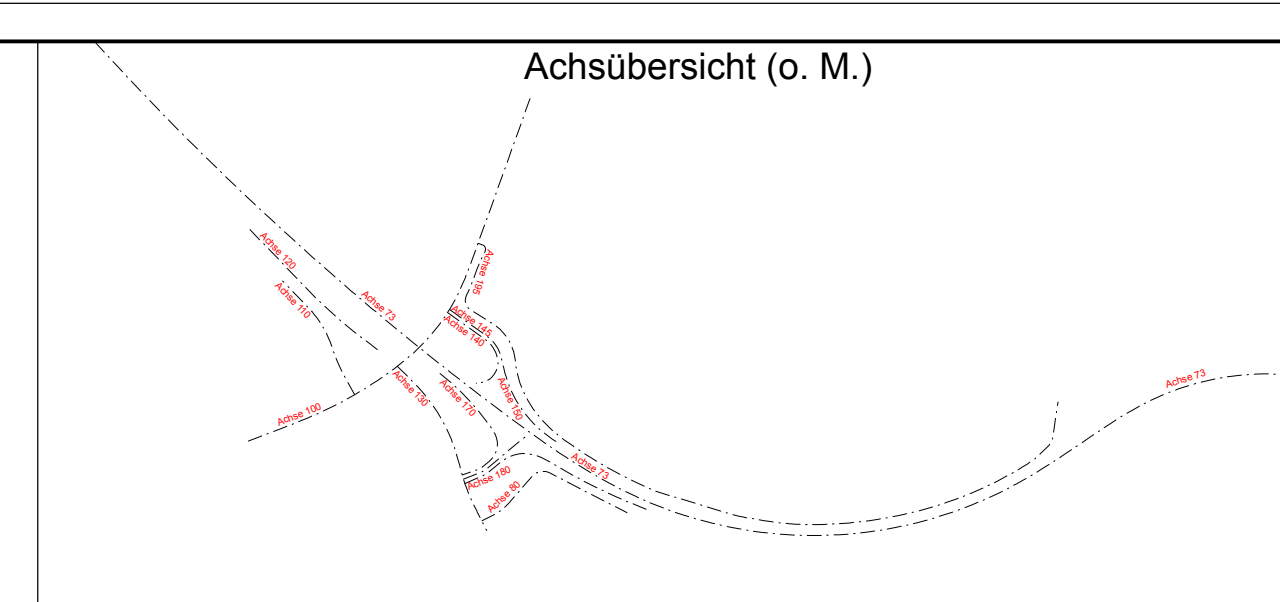 Achsübersicht (o. M.)
Achse 120
Achse 195
Achse 110
Achse 73
Achse 145
Achse 140
Achse 73
Achse 130
Achse 170
Achse 150
Achse 100
Achse 73
Achse 180
Achse 80